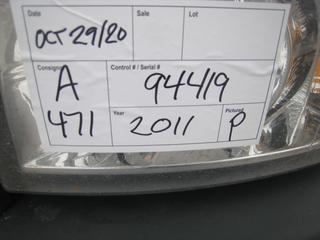 Date Sale Lot
OCT 29/20
Consignor Control # / Serial #
A 94419
471 Year 2011 Pictured P